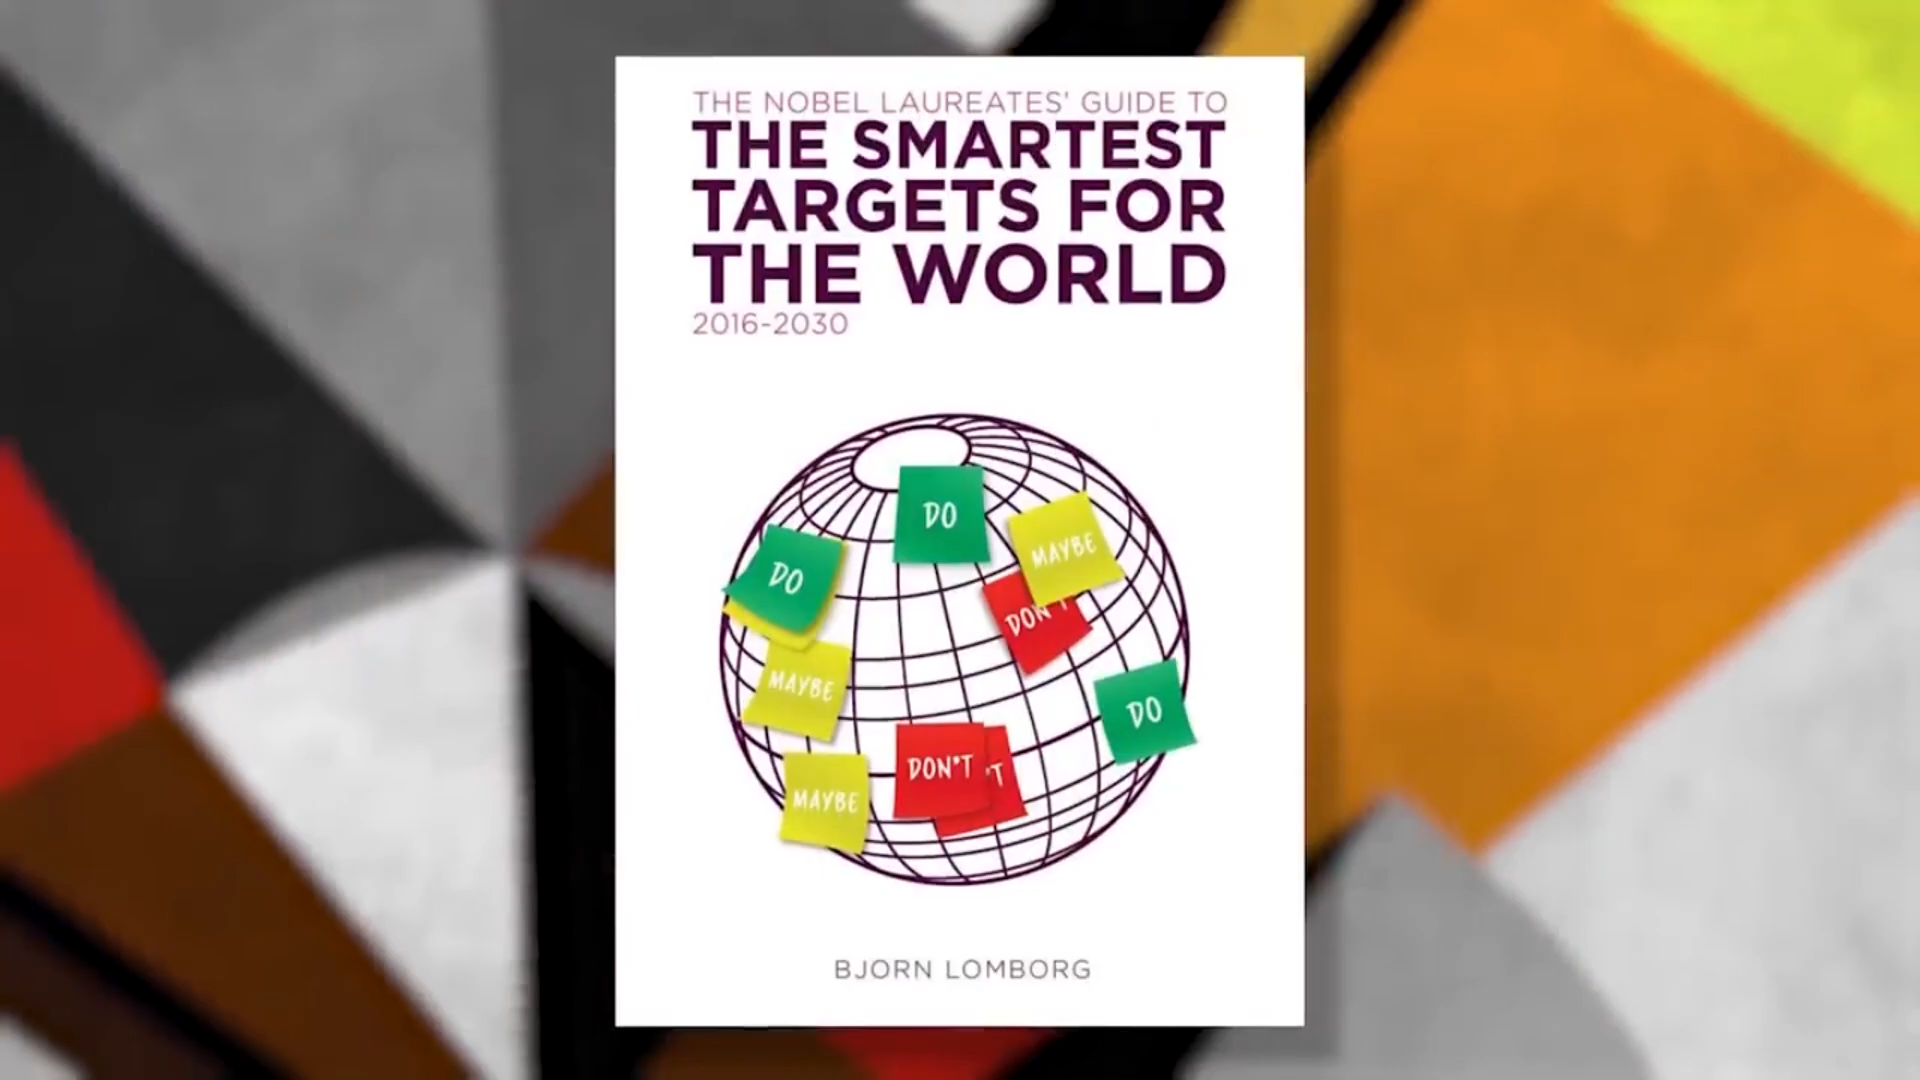 THE NOBEL LAUREATES' GUIDE TO
THE SMARTEST
TARGETS FOR
THE WORLD
2016-2030
DO
MAYBE
DO
DON'T
MAYBE
DO
DON'T
'T
MAYBE
BJORN LOMBORG